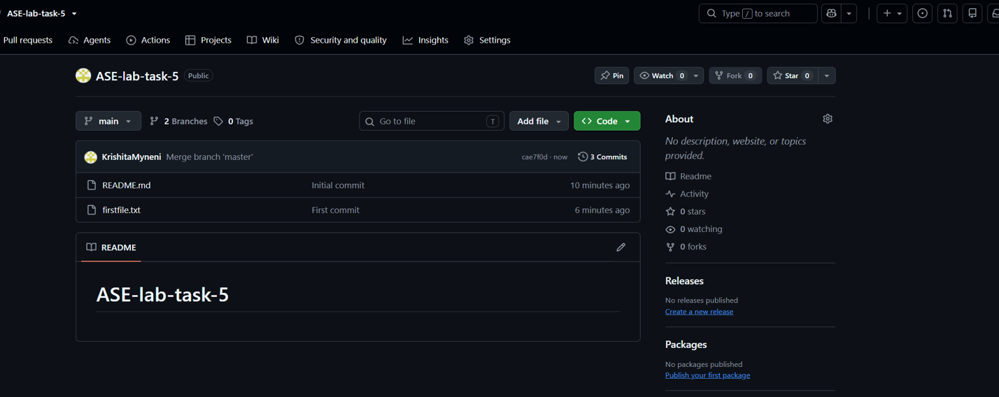 ASE-lab-task-5
Type / to search
Pull requests Agents Actions Projects Wiki Security and quality Insights Settings
ASE-lab-task-5 Public
Pin Watch 0 Fork 0 Star 0
main 2 Branches 0 Tags Go to file T Add file Code
KrishitaMyneni Merge branch 'master' cae7f0d · now 3 Commits
README.md Initial commit 10 minutes ago
firstfile.txt First commit 6 minutes ago
README
ASE-lab-task-5
About
No description, website, or topics
provided.
Readme
Activity
0 stars
0 watching
0 forks
Releases
No releases published
Create a new release
Packages
No packages published
Publish your first package